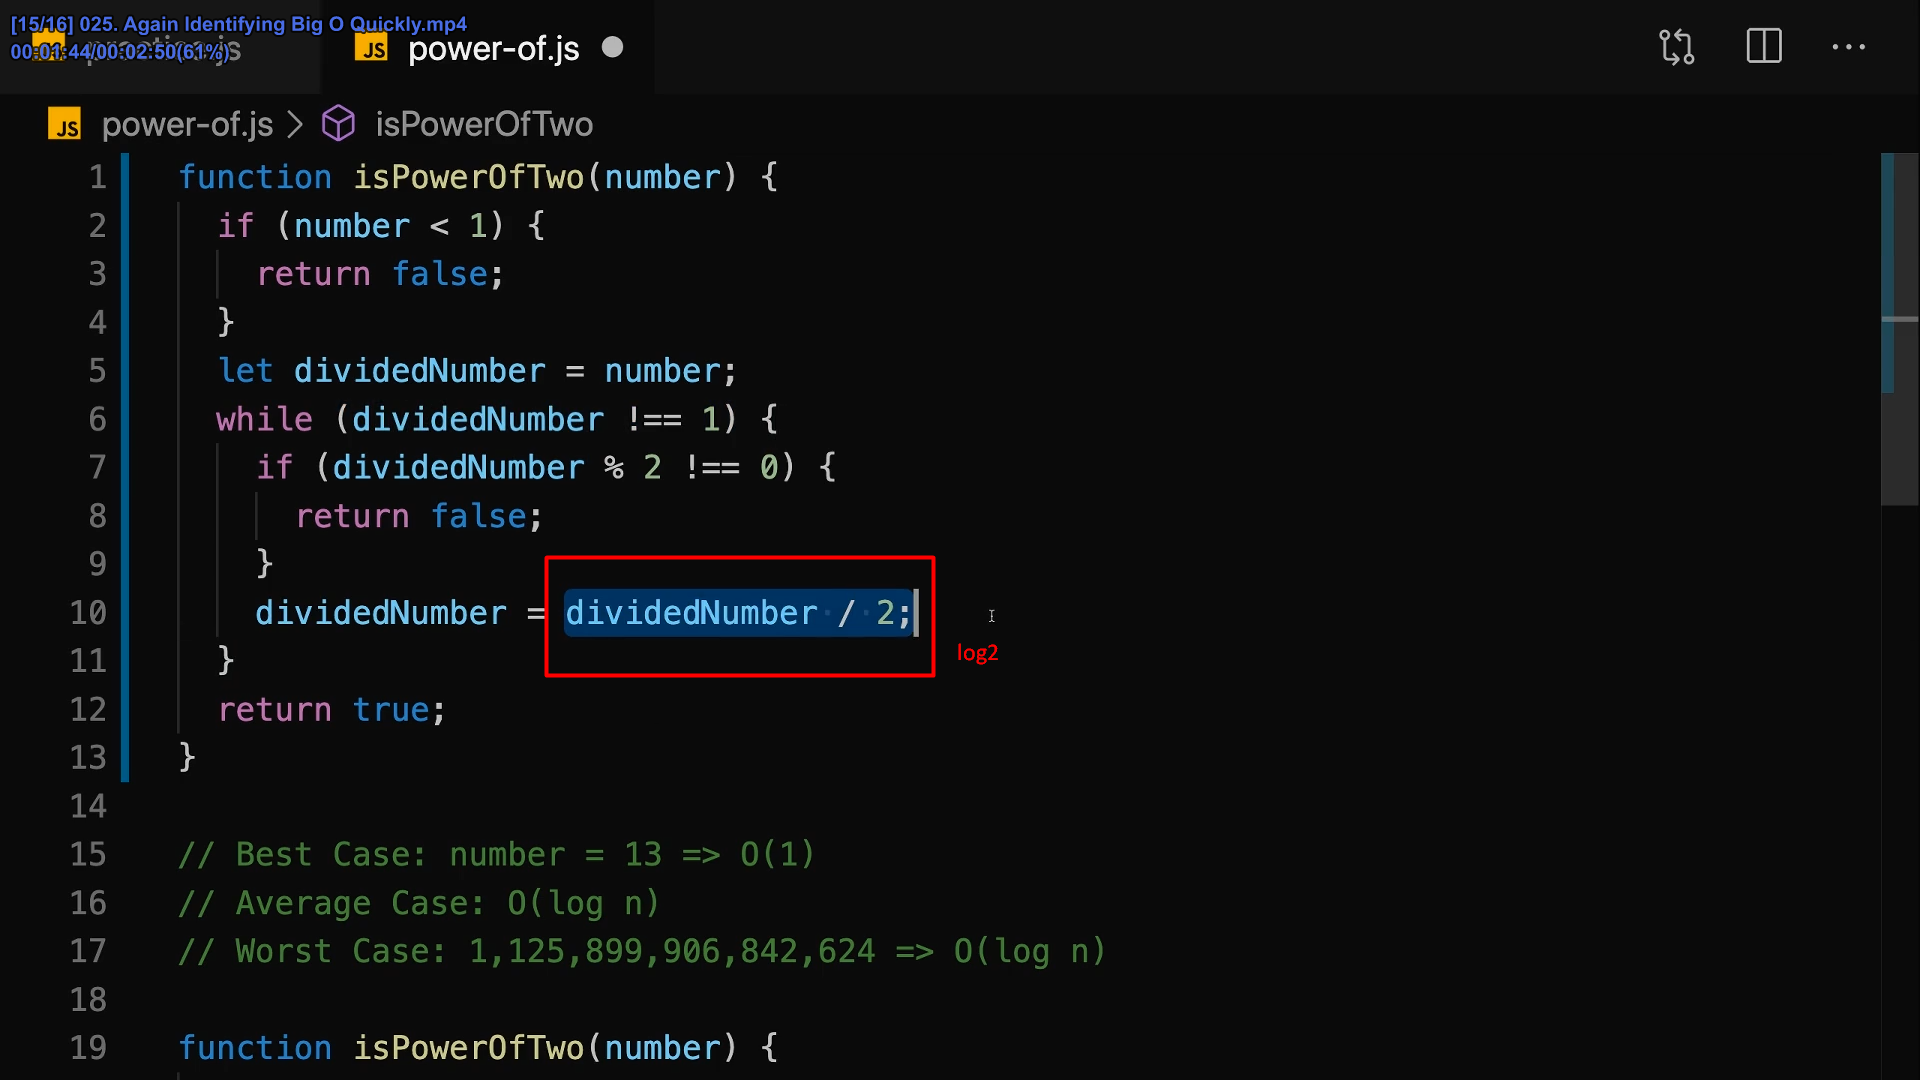 [15/16] 025. Again Identifying Big O Quickly.mp4
00:01:44/00:02:50(61%)
JS power-of.js
JS power-of.js > isPowerOfTwo
1 function isPowerOfTwo(number) {
2 if (number < 1) {
3 return false;
4 }
5 let dividedNumber = number;
6 while (dividedNumber !== 1) {
7 if (dividedNumber % 2 !== 0) {
8 return false;
9 }
10 dividedNumber = dividedNumber / 2;
log2
11 }
12 return true;
13 }
14
15 // Best Case: number = 13 => O(1)
16 // Average Case: O(log n)
17 // Worst Case: 1,125,899,906,842,624 => O(log n)
18
19 function isPowerOfTwo(number) {